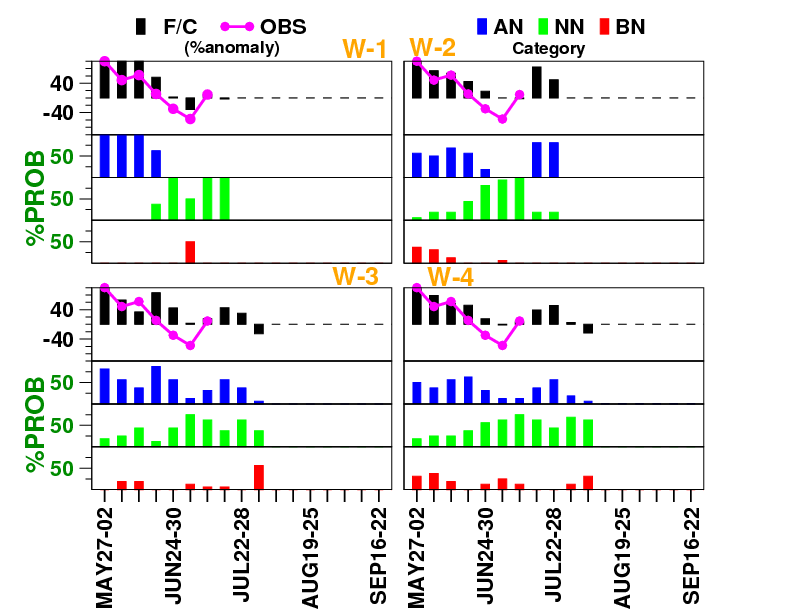 F/C OBS AN NN BN
(%anomaly) Category
W-1 W-2
40
-40
50
50
50
%PROB
W-3 W-4
40
-40
50
50
50
%PROB
MAY27-02 JUN24-30 JUL22-28 AUG19-25 SEP16-22 MAY27-02 JUN24-30 JUL22-28 AUG19-25 SEP16-22